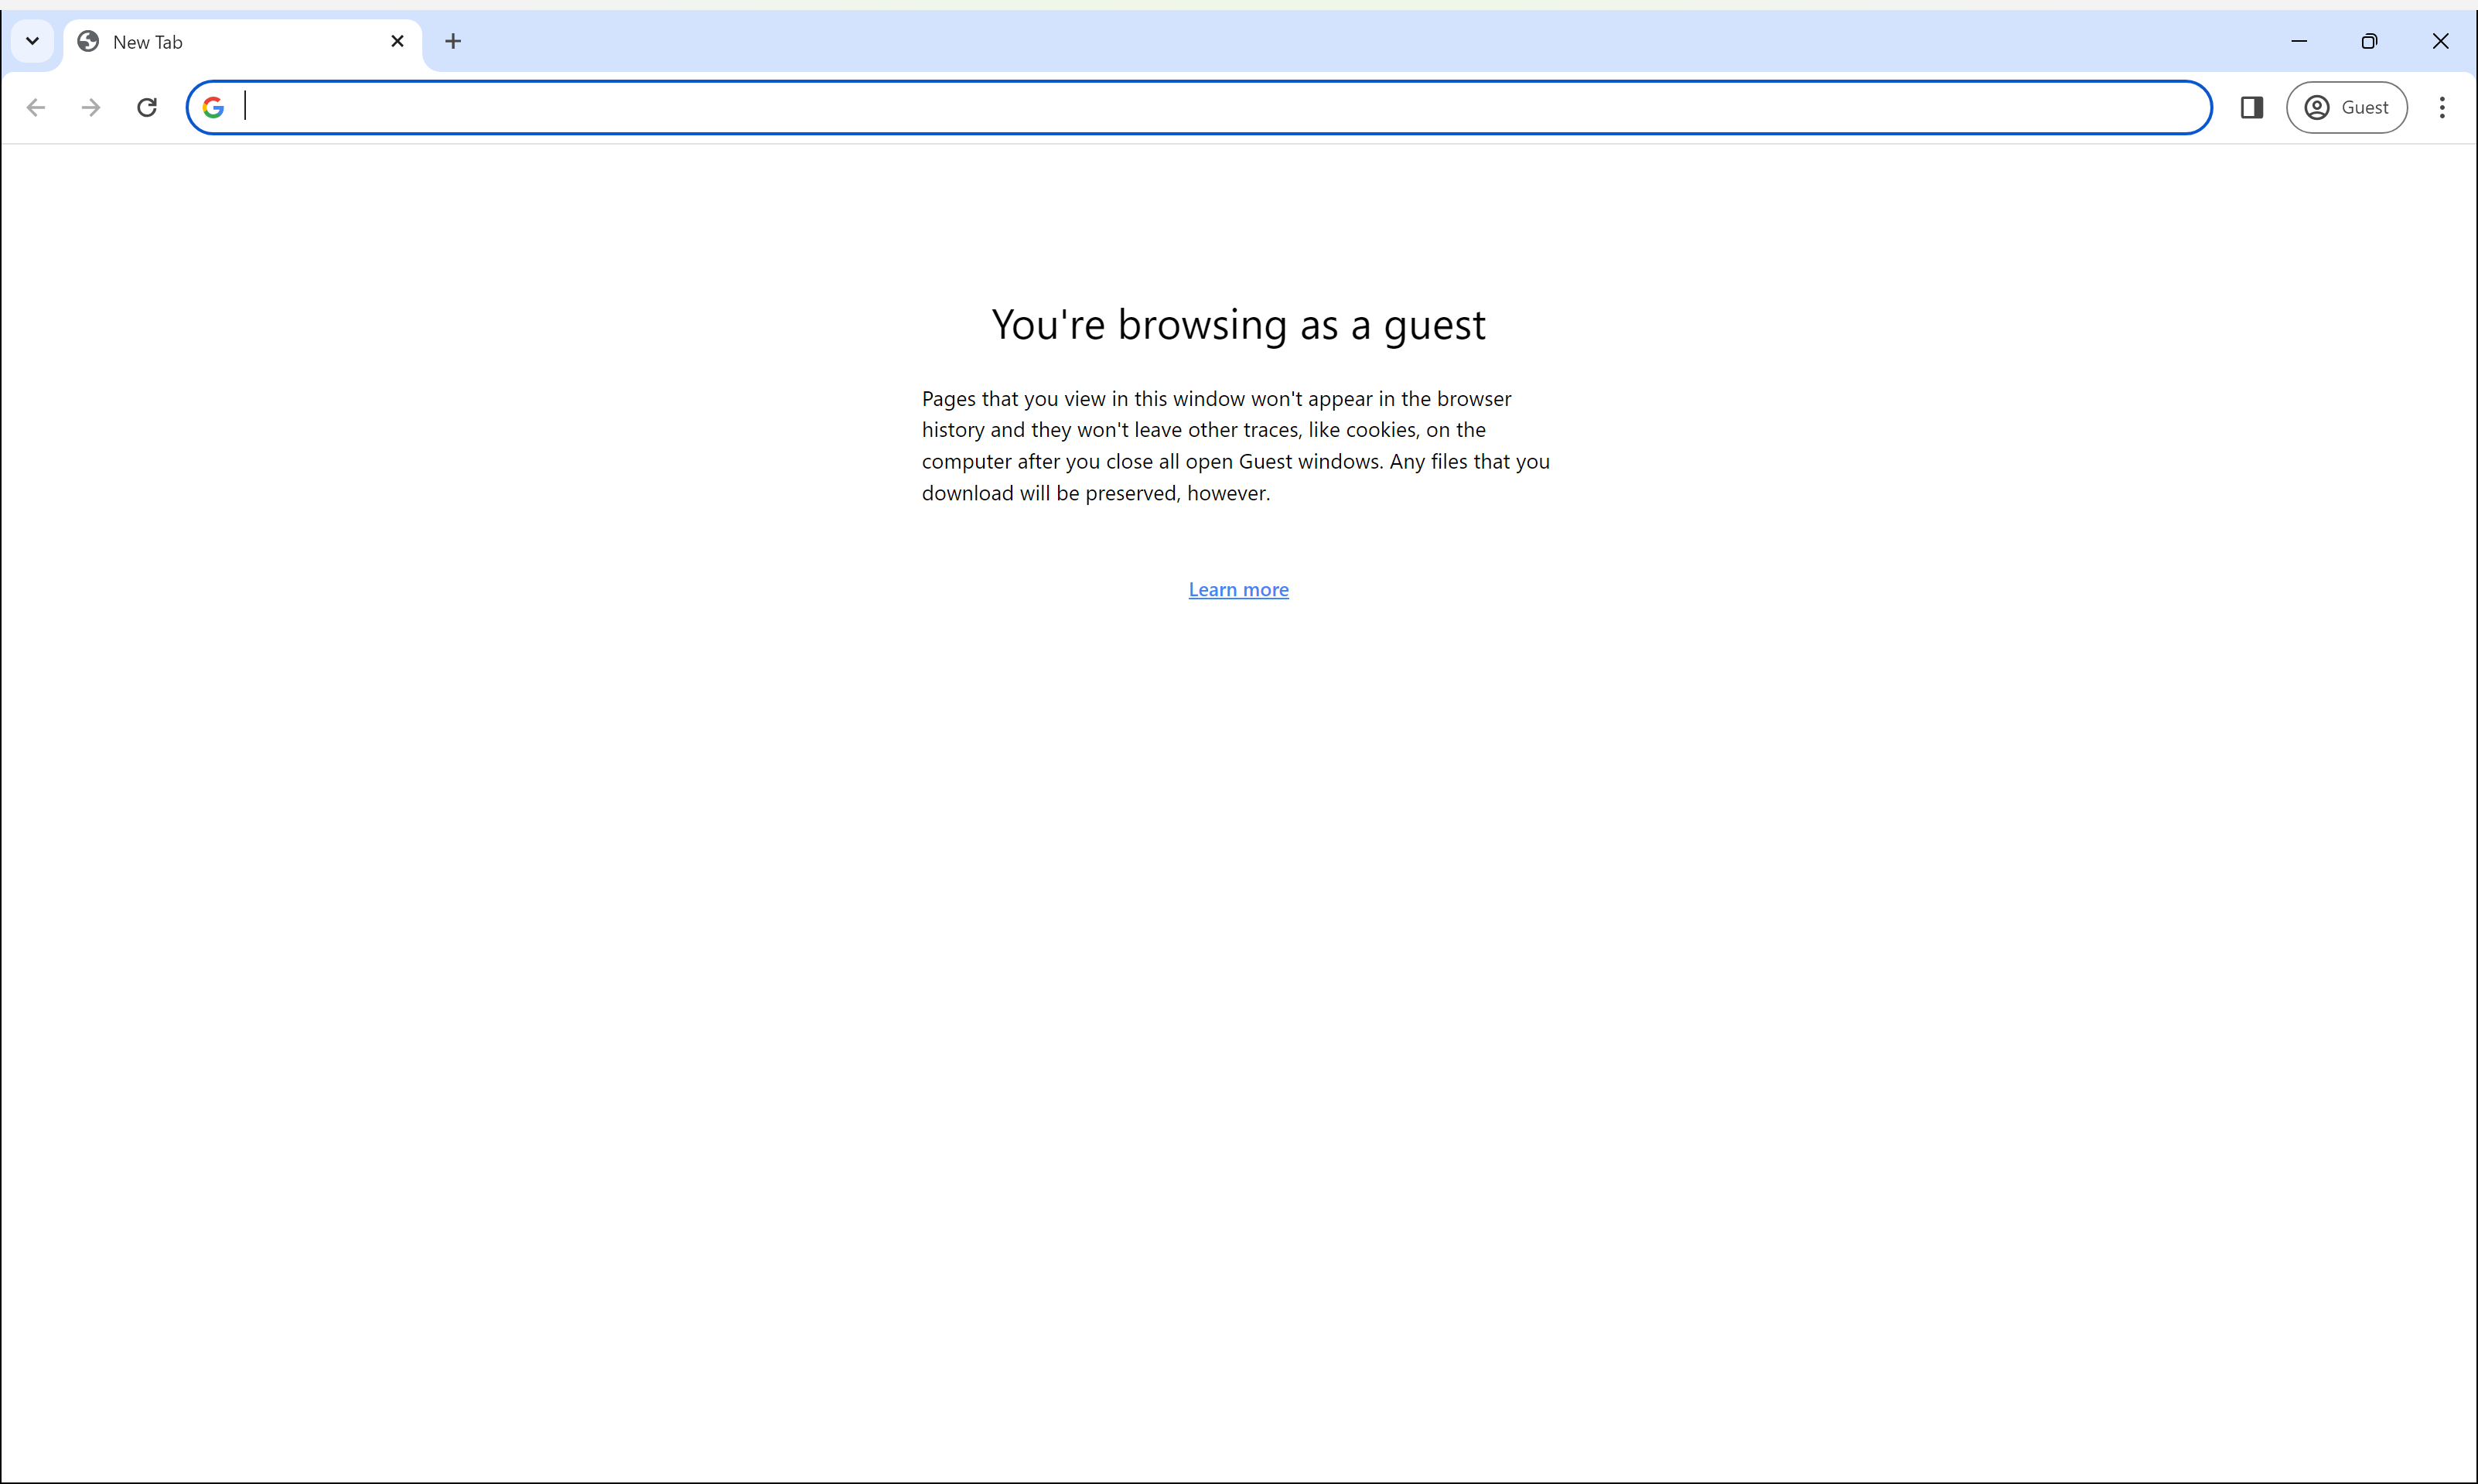 New Tab
Guest
You're browsing as a guest
Pages that you view in this window won't appear in the browser
history and they won't leave other traces, like cookies, on the
computer after you close all open Guest windows. Any files that you
download will be preserved, however.
Learn more